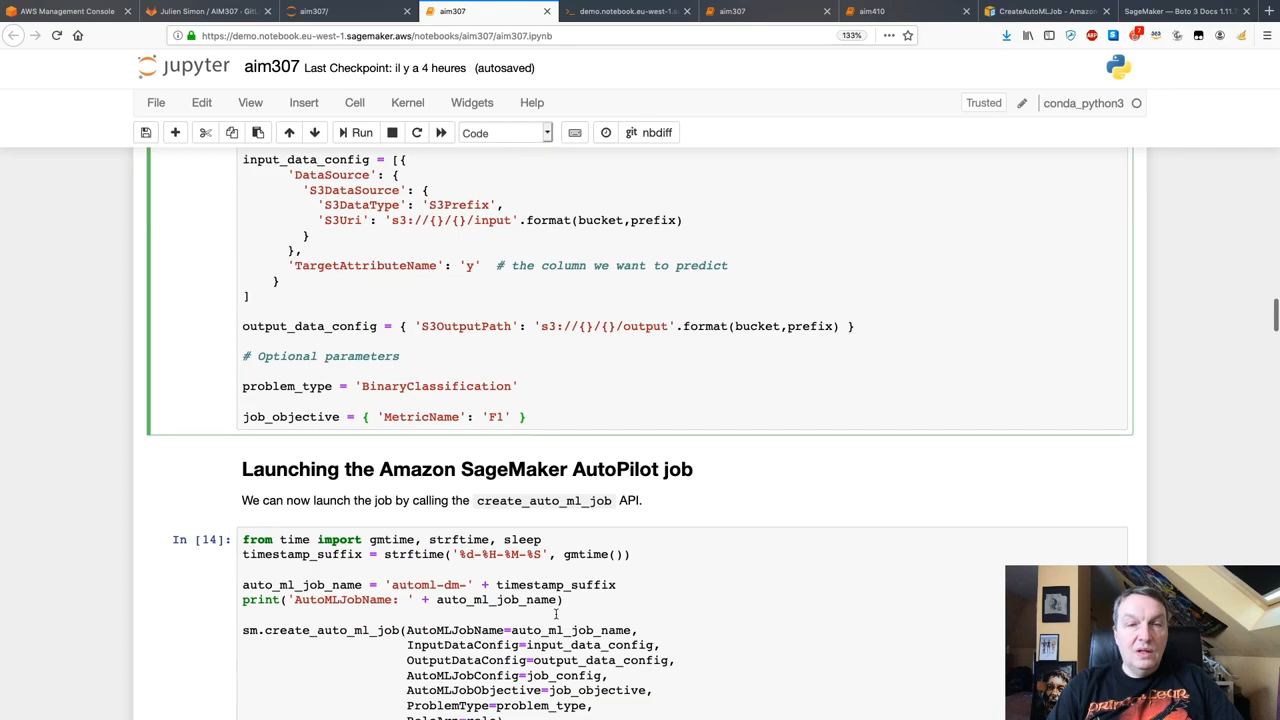 AWS Management Console
Julien Simon / AIM307 · GitL
aim307/
aim307
demo.notebook.eu-west-1.s
aim307
aim410
CreateAutoMLJob - Amazon
SageMaker — Boto 3 Docs 1.11.
https://demo.notebook.eu-west-1.sagemaker.aws/notebooks/aim307/aim307.ipynb
133%
jupyter aim307 Last Checkpoint: il y a 4 heures (autosaved)
File Edit View Insert Cell Kernel Widgets Help
Trusted
conda_python3
Run
Code
git nbdiff
input_data_config = [{
'DataSource': {
'S3DataSource': {
'S3DataType': 'S3Prefix',
'S3Uri': 's3://{}/{}/input'.format(bucket,prefix)
}
},
'TargetAttributeName': 'y' # the column we want to predict
}
]
output_data_config = { 'S3OutputPath': 's3://{}/{}/output'.format(bucket,prefix) }
# Optional parameters
problem_type = 'BinaryClassification'
job_objective = { 'MetricName': 'F1' }
Launching the Amazon SageMaker AutoPilot job
We can now launch the job by calling the create_auto_ml_job API.
In [14]:
from time import gmtime, strftime, sleep
timestamp_suffix = strftime('%d-%H-%M-%S', gmtime())
auto_ml_job_name = 'automl-dm-' + timestamp_suffix
print('AutoMLJobName: ' + auto_ml_job_name)
sm.create_auto_ml_job(AutoMLJobName=auto_ml_job_name,
InputDataConfig=input_data_config,
OutputDataConfig=output_data_config,
AutoMLJobConfig=job_config,
AutoMLJobObjective=job_objective,
ProblemType=problem_type,